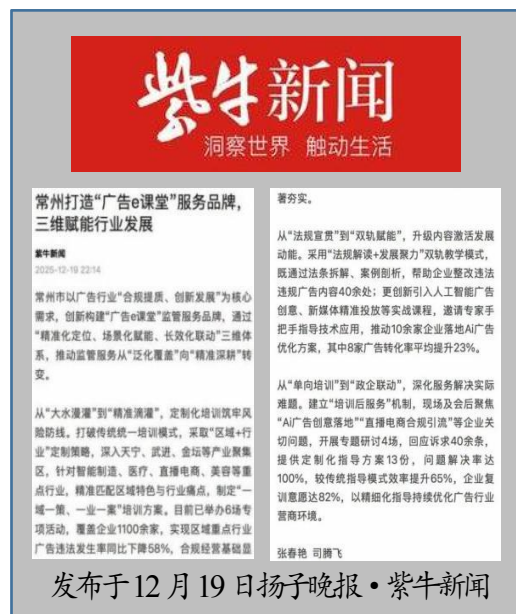 紫牛新闻
洞察世界 触动生活
常州打造“广告e课堂”服务品牌，
三维赋能行业发展
紫牛新闻
2025-12-19 22:14
常州市以广告行业“合规提质、创新发展”为核心
需求，创新构建“广告e课堂”监管服务品牌，通过
“精准化定位、场景化赋能、长效化联动”三维体
系，推动监管服务从“泛化覆盖”向“精准深耕”转
变。
从“大水漫灌”到“精准滴灌”，定制化培训筑牢风
险防线。打破传统统一培训模式，采取“区域+行
业”定制策略，深入天宁、武进、金坛等产业聚集
区，针对智能制造、医疗、直播电商、美容等重
点行业，精准匹配区域特色与行业痛点，制定“一
域一策、一业一案”培训方案。目前已举办6场专
项活动，覆盖企业1100余家，实现区域重点行业
广告违法发生率同比下降58%，合规经营基础显
著夯实。
从“法规宣贯”到“双轨赋能”，升级内容激活发展
动能。采用“法规解读+发展聚力”双轨教学模式，
既通过法条拆解、案例剖析，帮助企业整改违法
违规广告内容40余处；更创新引入人工智能广告
创意、新媒体精准投放等实战课程，邀请专家手
把手指导技术应用，推动10余家企业落地Ai广告
优化方案，其中8家广告转化率平均提升23%。
从“单向培训”到“政企联动”，深化服务解决实际
难题。建立“培训后服务”机制，现场及会后聚焦
“Ai广告创意落地”“直播电商合规引流”等企业关
切问题，开展专题研讨4场，回应诉求40余条，
提供定制化指导方案13份，问题解决率达
100%，较传统指导模式效率提升65%，企业复
训意愿达82%，以精细化指导持续优化广告行业
营商环境。
张春艳 司腾飞
发布于12月19日扬子晚报•紫牛新闻